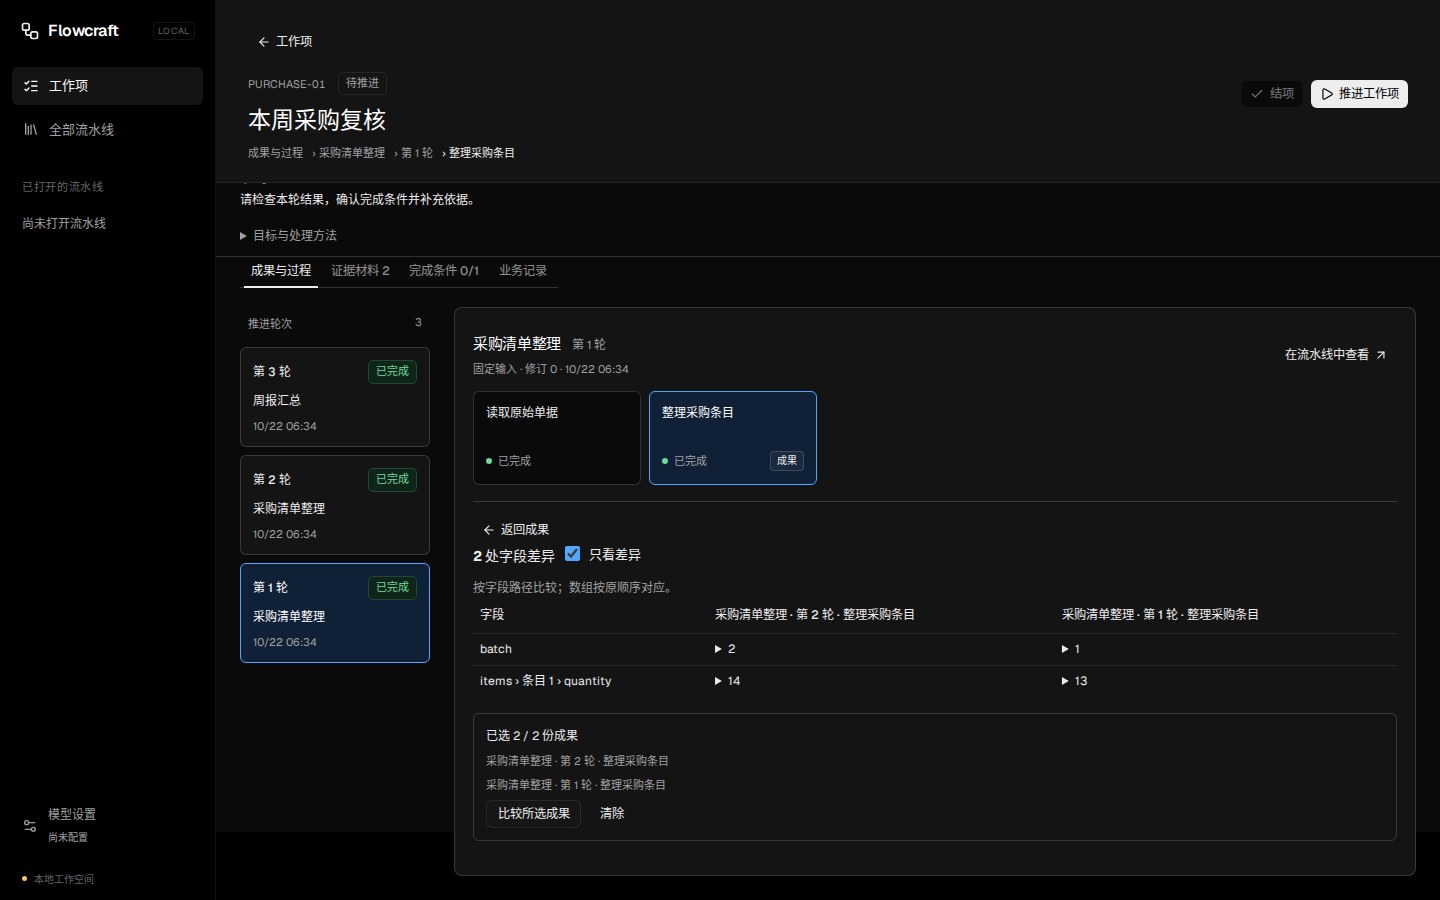 Flowcraft
LOCAL
工作项
全部流水线
已打开的流水线
尚未打开流水线
模型设置
尚未配置
本地工作空间
工作项
PURCHASE-01
待推进
本周采购复核
成果与过程 › 采购清单整理 › 第 1 轮 › 整理采购条目
结项
推进工作项
请检查本轮结果，确认完成条件并补充依据。
目标与处理方法
成果与过程
证据材料 2
完成条件 0/1
业务记录
推进轮次
3
第 3 轮
已完成
周报汇总
10/22 06:34
第 2 轮
已完成
采购清单整理
10/22 06:34
第 1 轮
已完成
采购清单整理
10/22 06:34
采购清单整理 第 1 轮
固定输入 · 修订 0 · 10/22 06:34
在流水线中查看
读取原始单据
已完成
整理采购条目
已完成
成果
返回成果
2 处字段差异
只看差异
按字段路径比较；数组按原顺序对应。
字段
采购清单整理 · 第 2 轮 · 整理采购条目
采购清单整理 · 第 1 轮 · 整理采购条目
batch
2
1
items › 条目 1 › quantity
14
13
已选 2 / 2 份成果
采购清单整理 · 第 2 轮 · 整理采购条目
采购清单整理 · 第 1 轮 · 整理采购条目
比较所选成果
清除